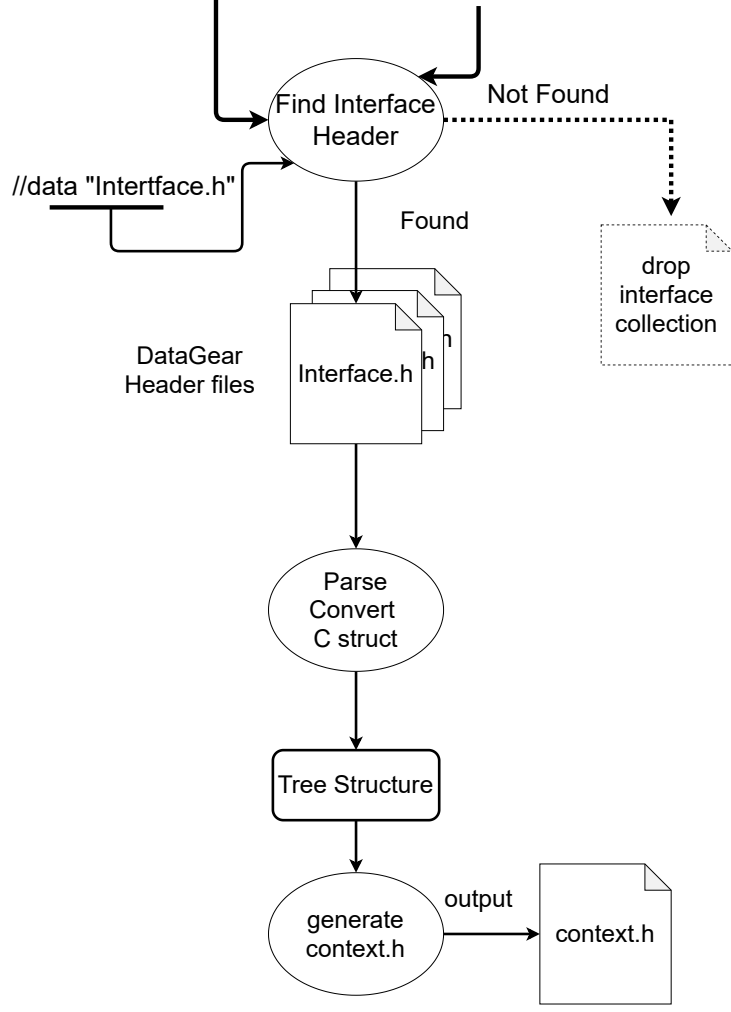 Find Interface
Header
Not Found
//data "Intertface.h"
Found
drop
interface
collection
DataGear
Header files
Interface.h
h
h
Parse
Convert
C struct
Tree Structure
generate
context.h
output
context.h